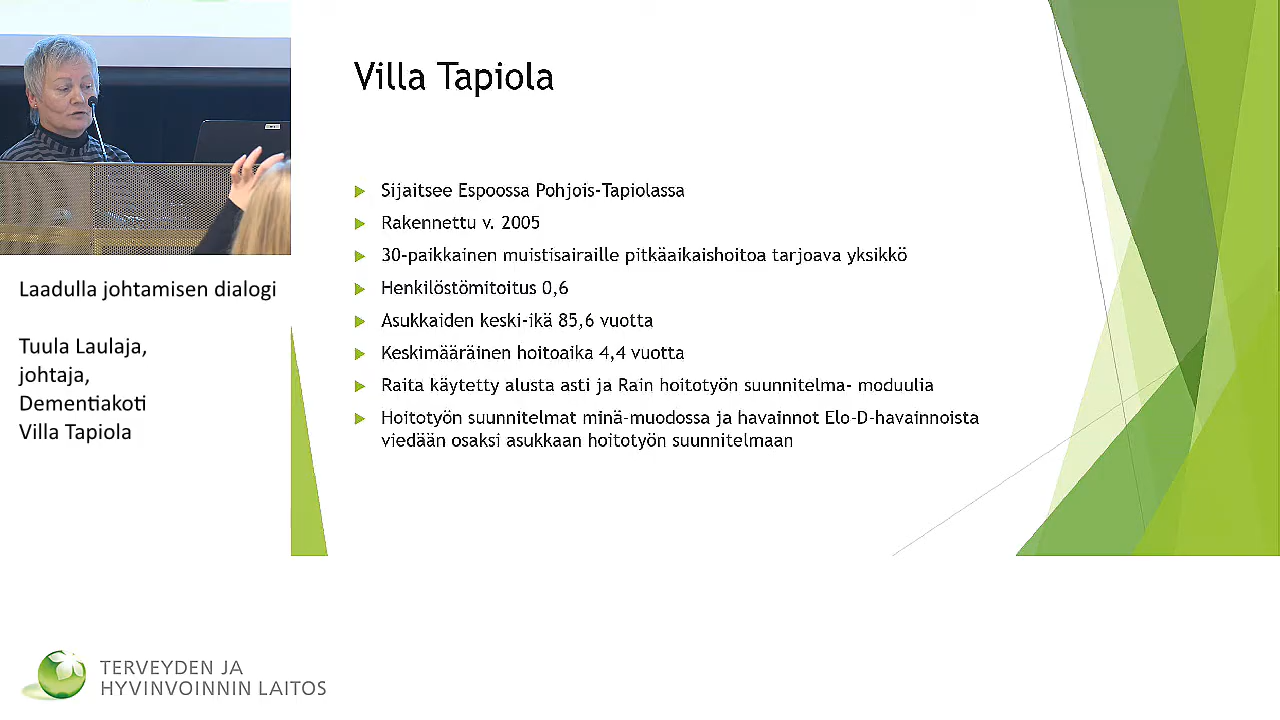 Villa Tapiola
Sijaitsee Espoossa Pohjois-Tapiolassa
Rakennettu v. 2005
30-paikkainen muistisairaille pitkäaikaishoitoa tarjoava yksikkö
Henkilöstömitoitus 0,6
Asukkaiden keski-ikä 85,6 vuotta
Keskimääräinen hoitoaika 4,4 vuotta
Raita käytetty alusta asti ja Rain hoitotyön suunnitelma- moduulia
Hoitotyön suunnitelmat minä-muodossa ja havainnot Elo-D-havainnoista
viedään osaksi asukkaan hoitotyön suunnitelmaan
Laadulla johtamisen dialogi
Tuula Laulaja,
johtaja,
Dementiakoti
Villa Tapiola
TERVEYDEN JA
HYVINVOINNIN LAITOS